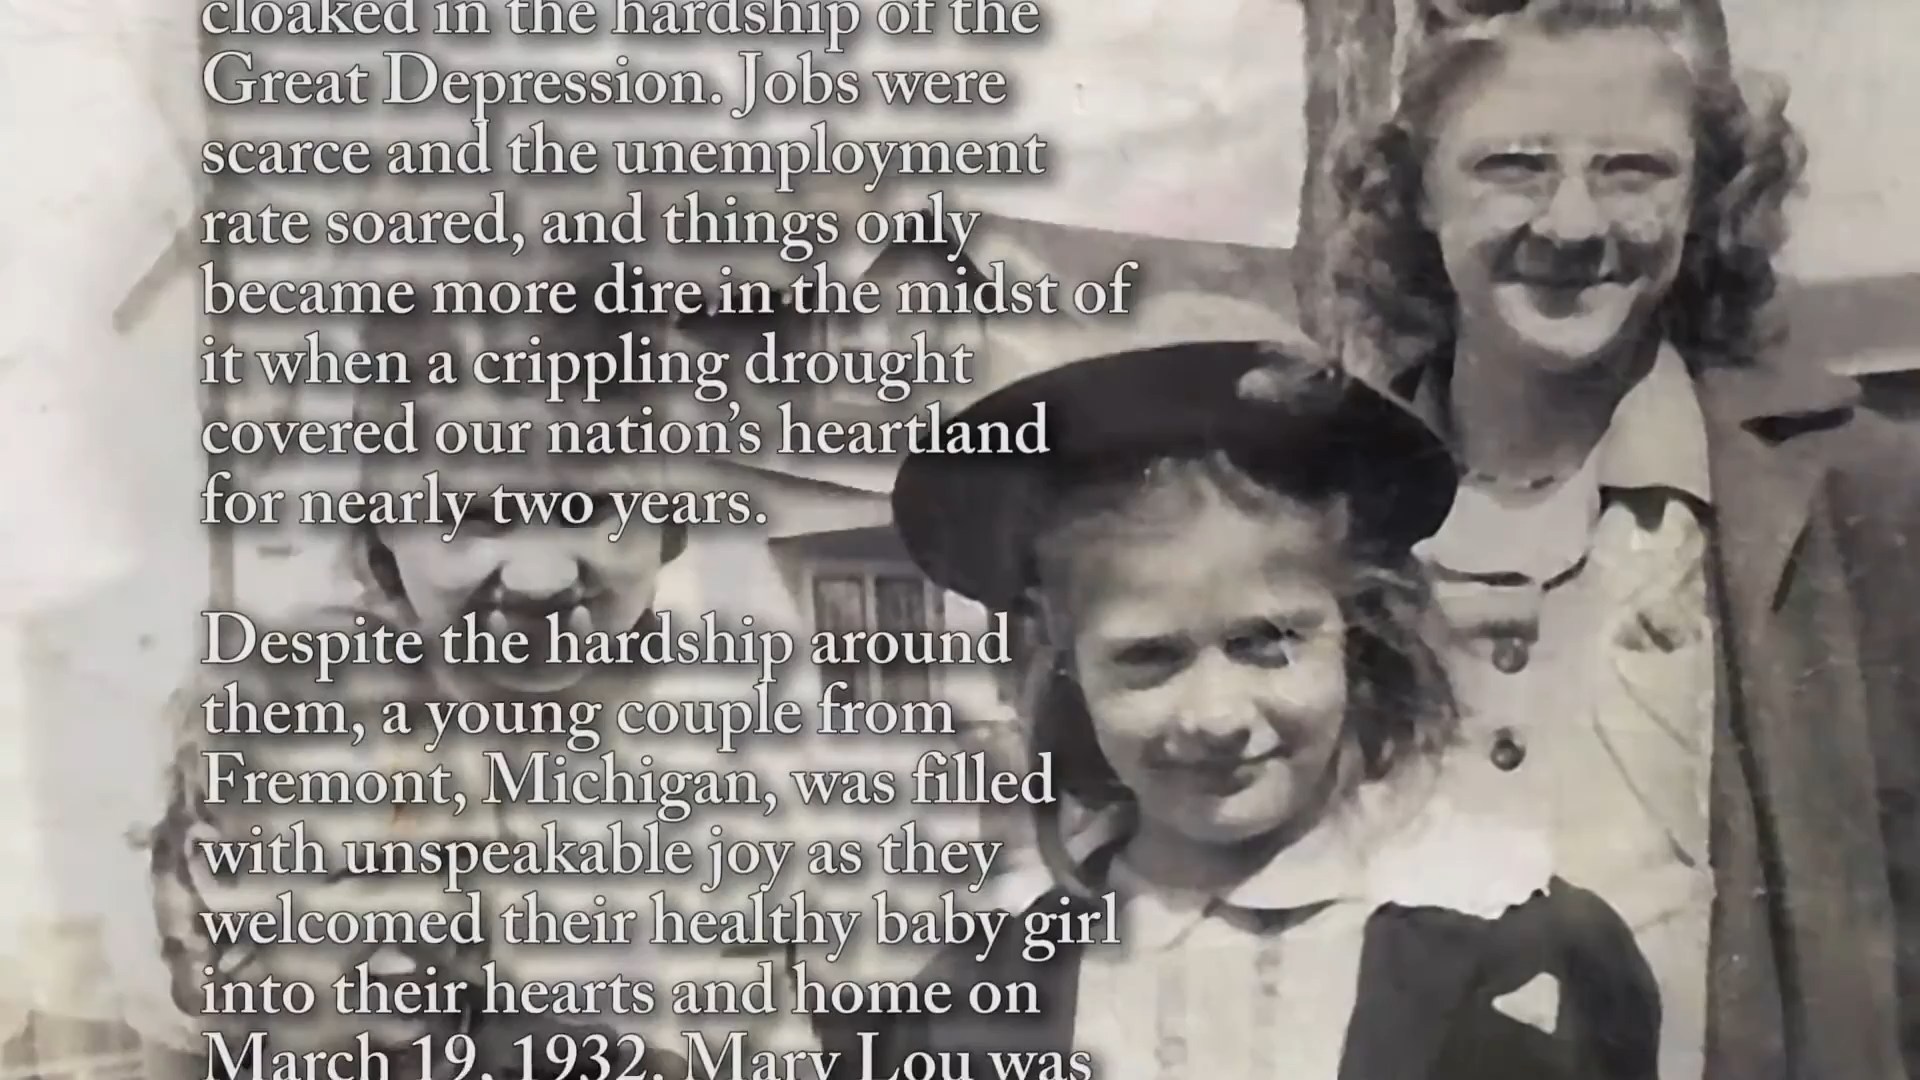 cloaked in the hardship of the
Great Depression. Jobs were
scarce and the unemployment
rate soared, and things only
became more dire in the midst of
it when a crippling drought
covered our nation’s heartland
for nearly two years.
Despite the hardship around
them, a young couple from
Fremont, Michigan, was filled
with unspeakable joy as they
welcomed their healthy baby girl
into their hearts and home on
March 19, 1932. Mary Lou was